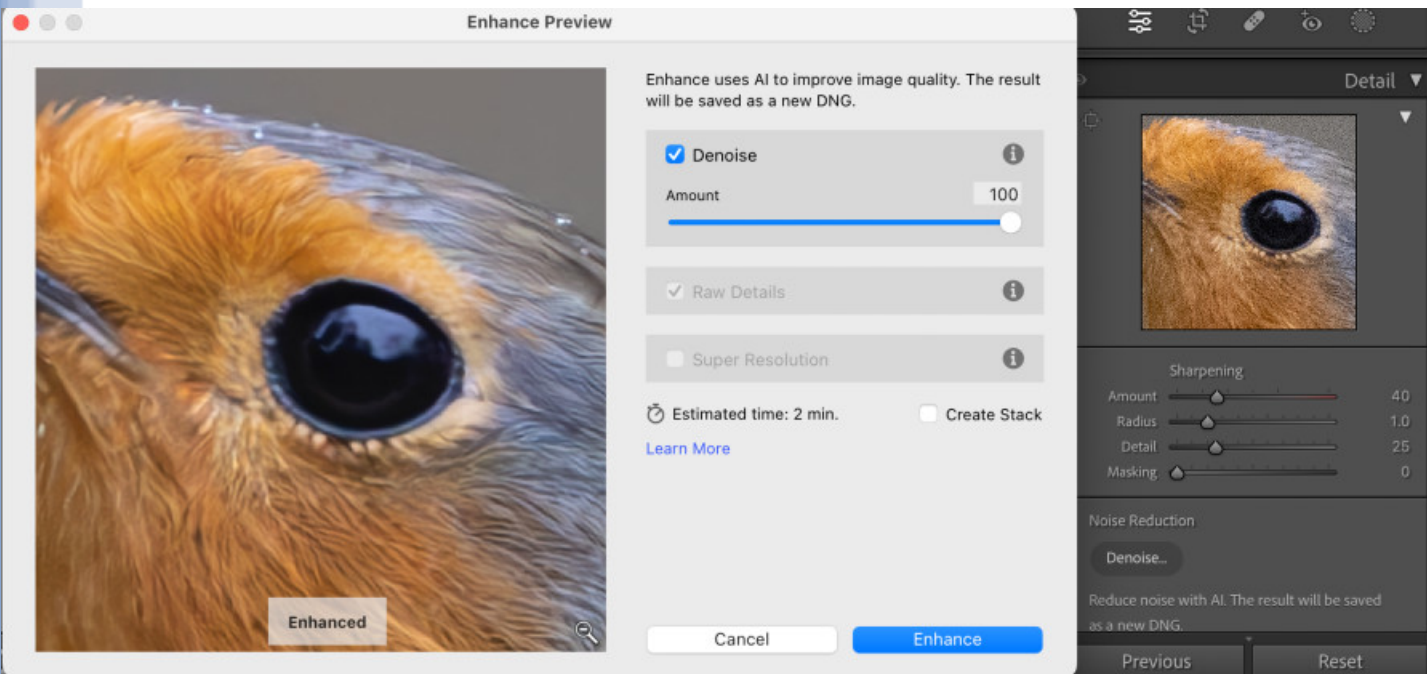 Enhance Preview
Enhance uses AI to improve image quality. The result
will be saved as a new DNG.
Denoise
Amount 100
Raw Details
Super Resolution
Estimated time: 2 min. Create Stack
Learn More
Enhanced
Cancel Enhance
Detail
Sharpening
Amount 40
Radius 1.0
Detail 25
Masking 0
Noise Reduction
Denoise...
Reduce noise with AI. The result will be saved
as a new DNG.
Previous Reset